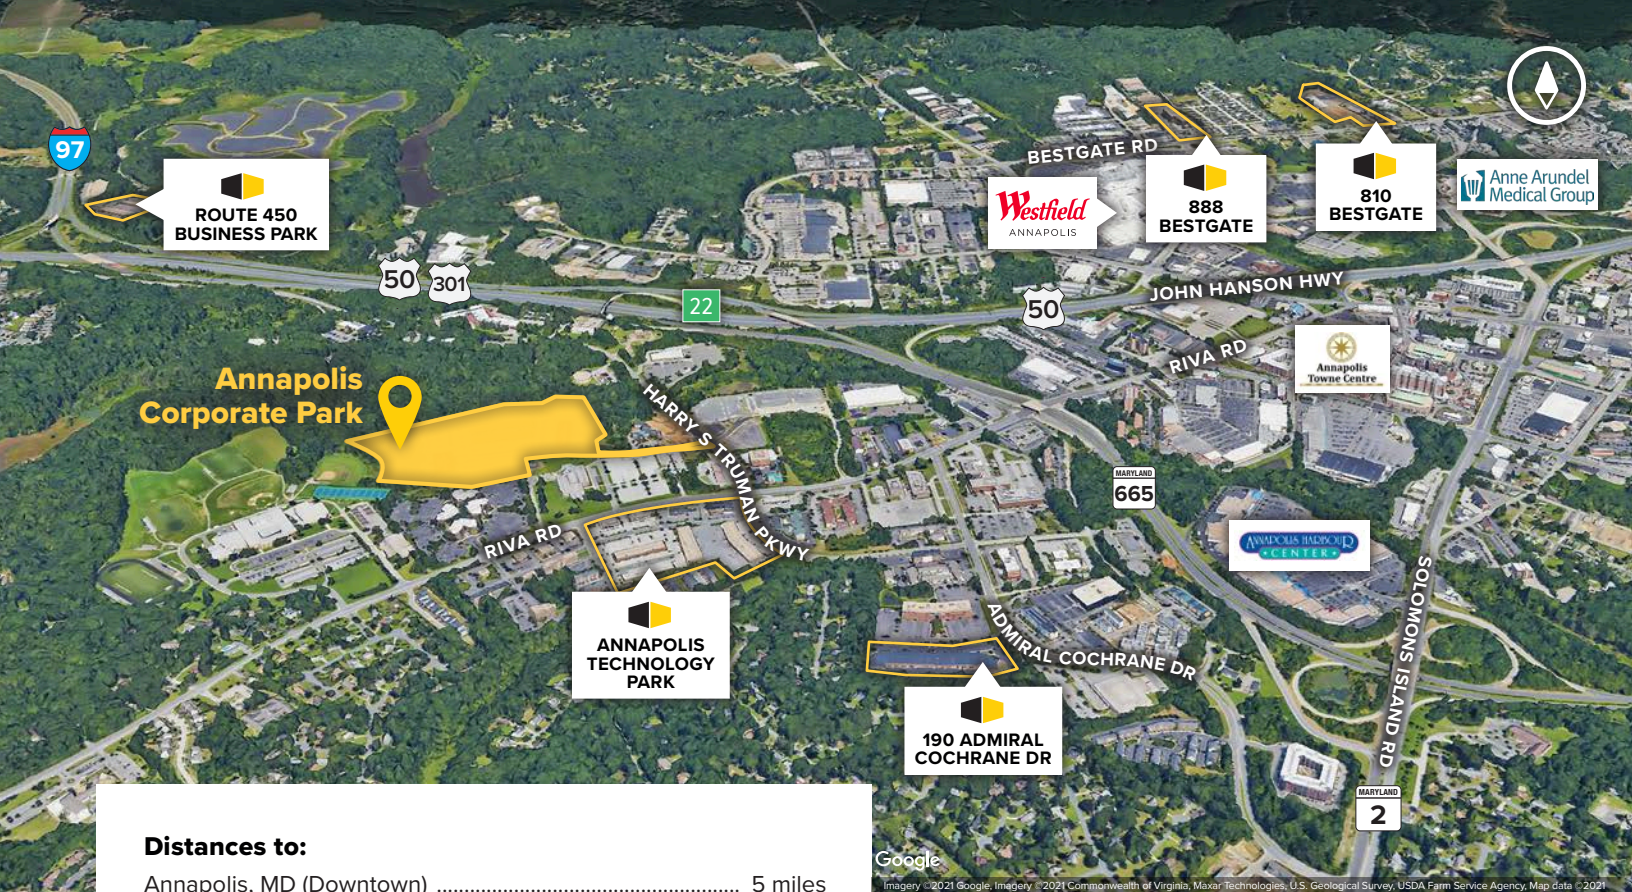 97
ROUTE 450
BUSINESS PARK
50
301
22
BESTGATE RD
Westfield
ANNAPOLIS
888
BESTGATE
810
BESTGATE
Anne Arundel
Medical Group
JOHN HANSON HWY
50
RIVA RD
Annapolis
Towne Centre
Annapolis
Corporate Park
HARRY S TRUMAN PKWY
RIVA RD
MARYLAND
665
ANNAPOLIS HARBOUR
CENTER
ANNAPOLIS
TECHNOLOGY
PARK
ADMIRAL COCHRANE DR
190 ADMIRAL
COCHRANE DR
SOLOMONS ISLAND RD
MARYLAND
2
Distances to:
Annapolis, MD (Downtown) ........................................................ 5 miles
Google
Imagery ©2021 Google, Imagery ©2021 Commonwealth of Virginia, Maxar Technologies, U.S. Geological Survey, USDA Farm Service Agency, Map data ©2021